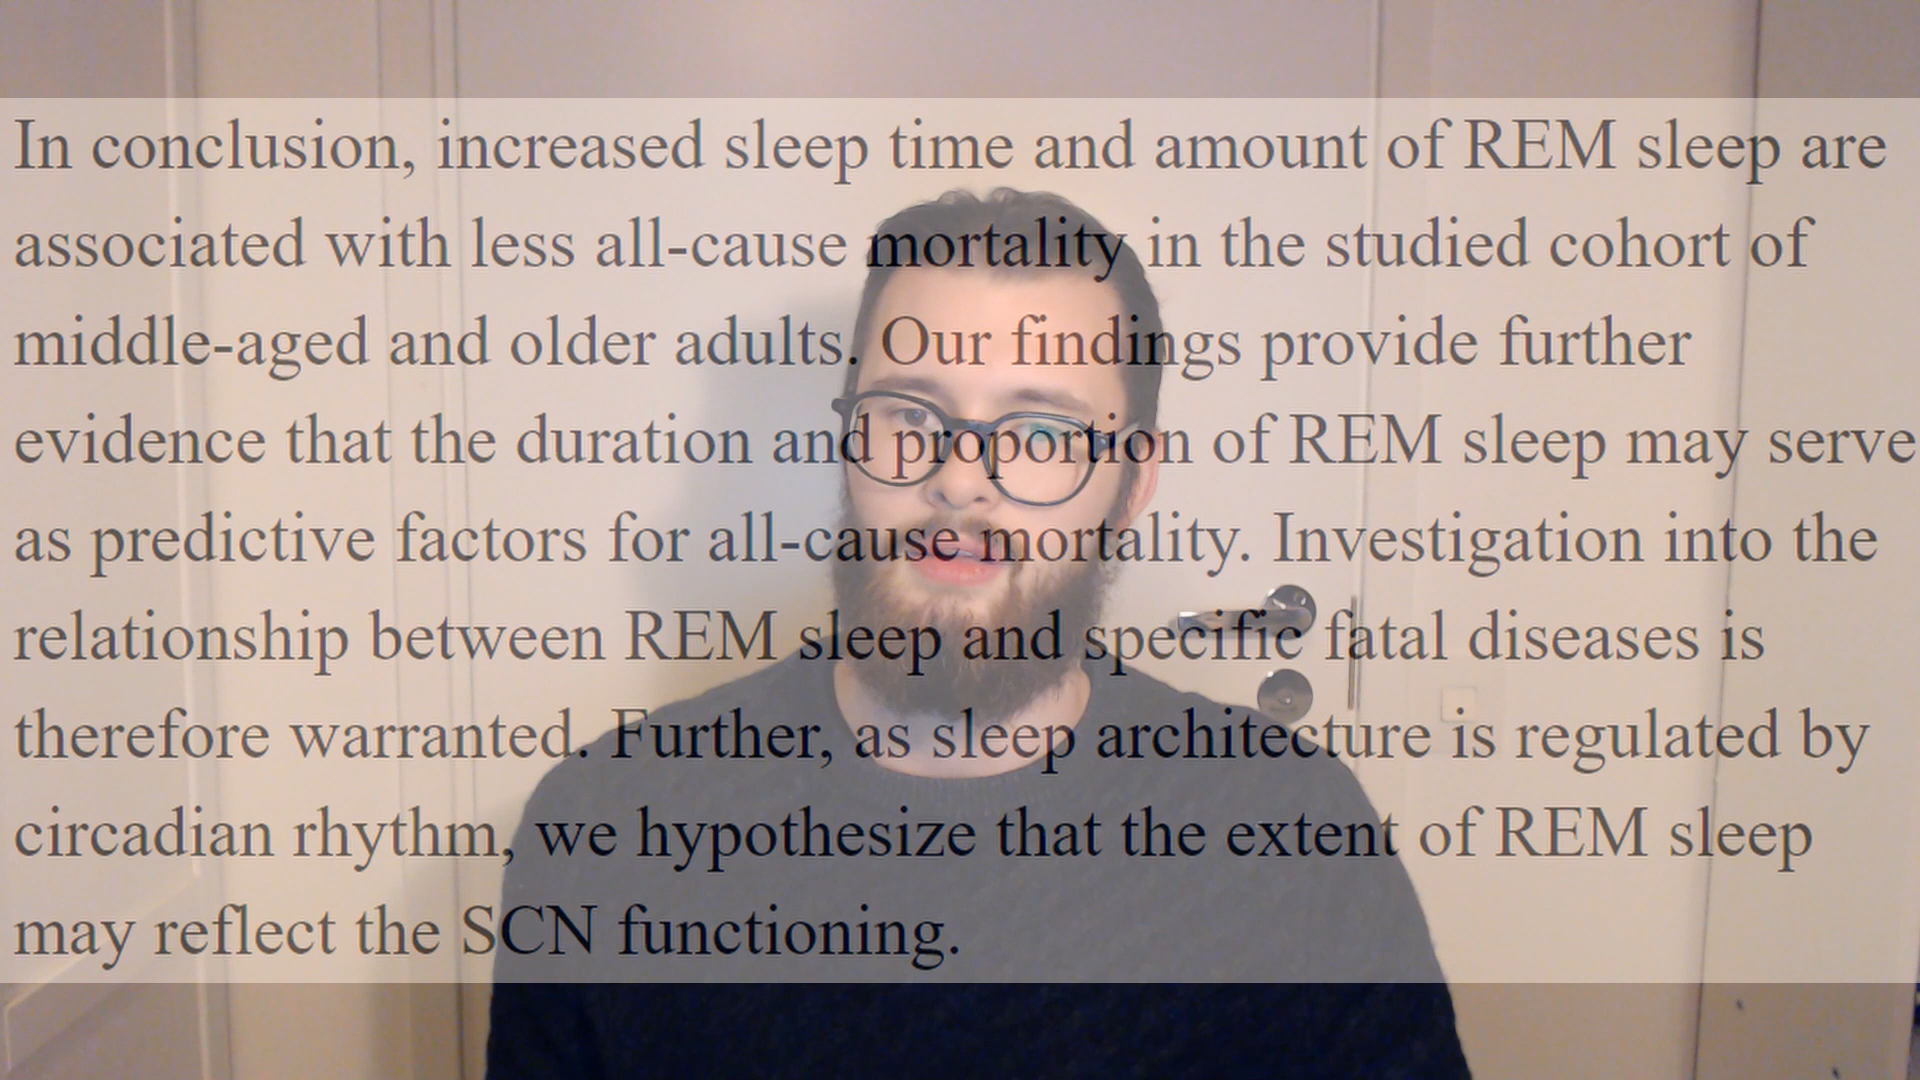 In conclusion, increased sleep time and amount of REM sleep are
associated with less all-cause mortality in the studied cohort of
middle-aged and older adults. Our findings provide further
evidence that the duration and proportion of REM sleep may serve
as predictive factors for all-cause mortality. Investigation into the
relationship between REM sleep and specific fatal diseases is
therefore warranted. Further, as sleep architecture is regulated by
circadian rhythm, we hypothesize that the extent of REM sleep
may reflect the SCN functioning.